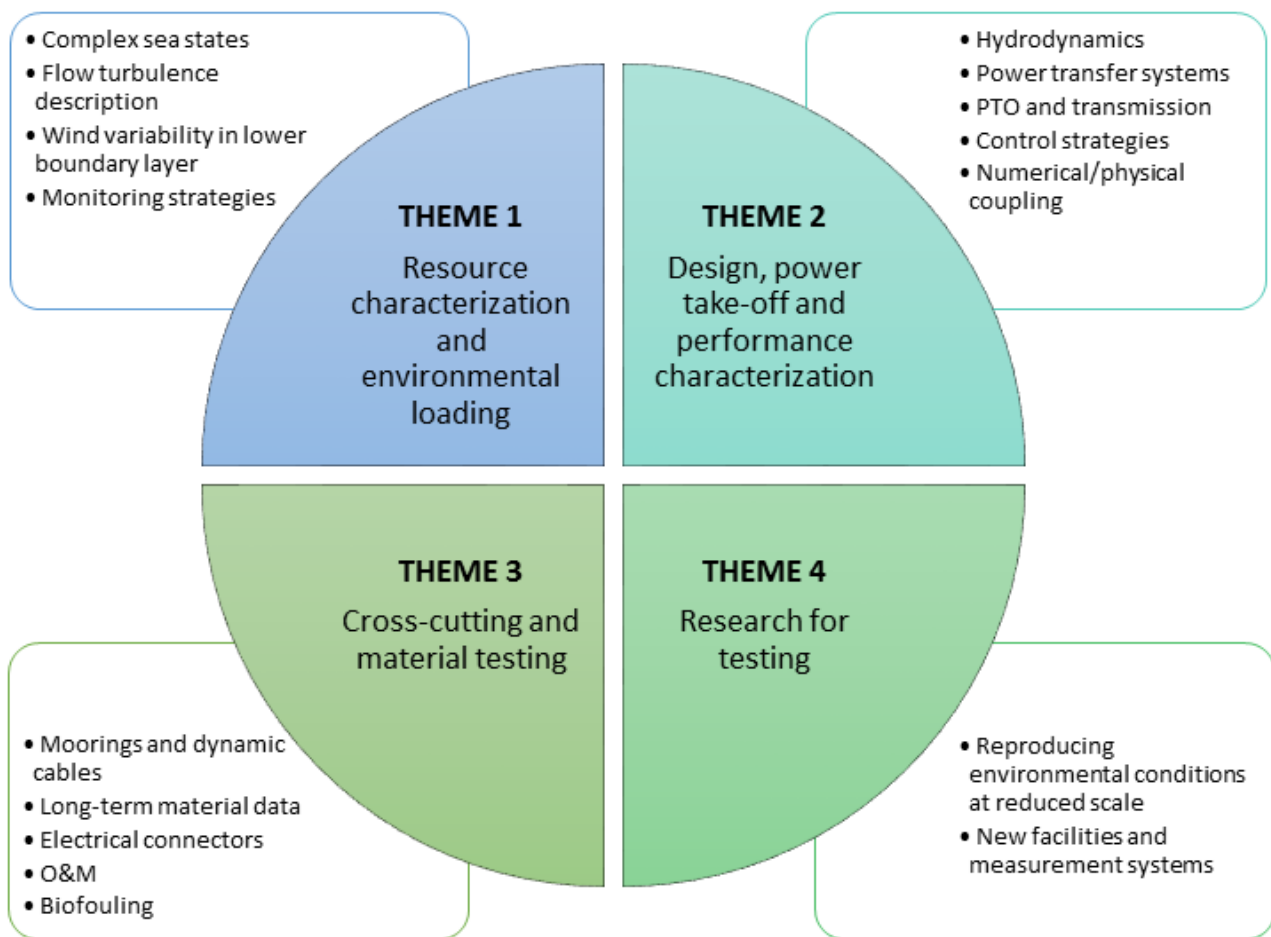 • Complex sea states
• Flow turbulence
description
• Wind variability in lower
boundary layer
• Monitoring strategies
• Hydrodynamics
• Power transfer systems
• PTO and transmission
• Control strategies
• Numerical/physical
coupling
THEME 1
Resource
characterization
and
environmental
loading
THEME 2
Design, power
take-off and
performance
characterization
THEME 3
Cross-cutting and
material testing
THEME 4
Research for
testing
• Moorings and dynamic
cables
• Long-term material data
• Electrical connectors
• O&M
• Biofouling
• Reproducing
environmental conditions
at reduced scale
• New facilities and
measurement systems